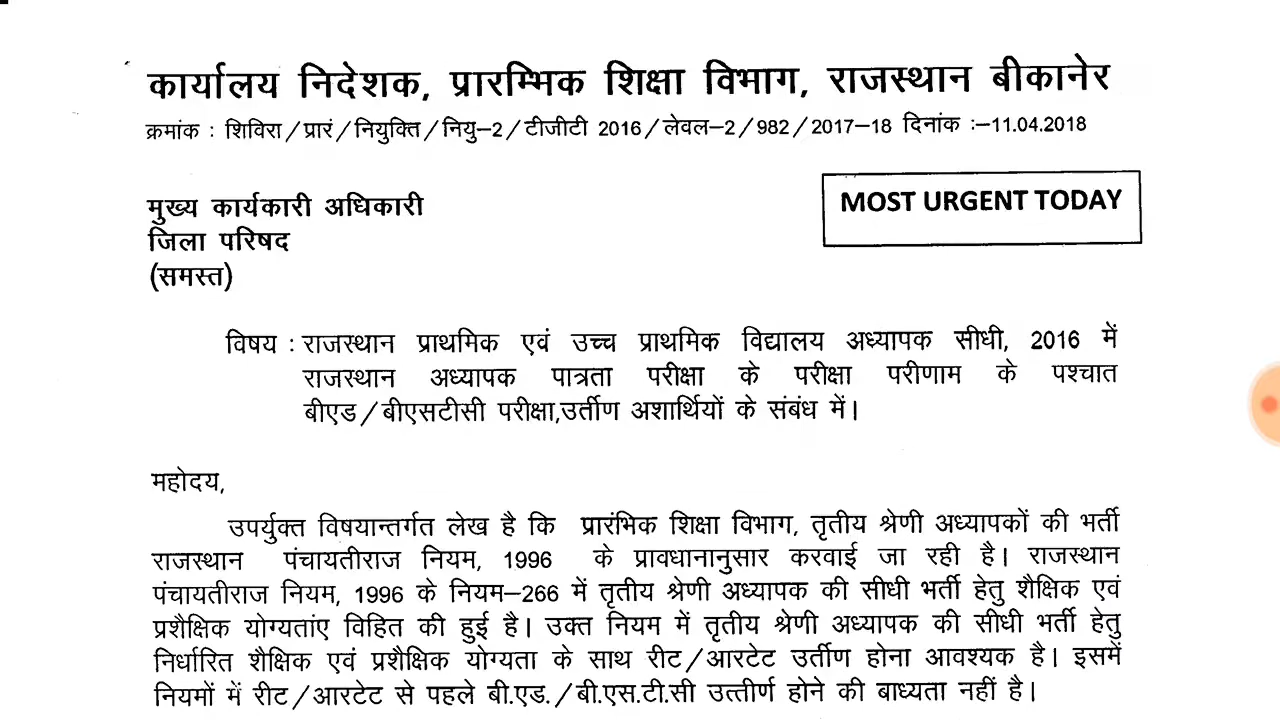 कार्यालय निदेशक, प्रारम्भिक शिक्षा विभाग, राजस्थान बीकानेर
क्रमांक : शिविरा/प्रारं/नियुक्ति/नियु–2/टीजीटी 2016/लेवल–2/982/2017–18 दिनांक :–11.04.2018
मुख्य कार्यकारी अधिकारी
MOST URGENT TODAY
जिला परिषद
(समस्त)
विषय : राजस्थान प्राथमिक एवं उच्च प्राथमिक विद्यालय अध्यापक सीधी, 2016 में
राजस्थान अध्यापक पात्रता परीक्षा के परीक्षा परीणाम के पश्चात
बीएड/बीएसटीसी परीक्षा,उर्तीण अशार्थियों के संबंध में।
महोदय,
उपर्युक्त विषयान्तर्गत लेख है कि प्रारंभिक शिक्षा विभाग, तृतीय श्रेणी अध्यापकों की भर्ती
राजस्थान पंचायतीराज नियम, 1996 के प्रावधानानुसार करवाई जा रही है। राजस्थान
पंचायतीराज नियम, 1996 के नियम–266 में तृतीय श्रेणी अध्यापक की सीधी भर्ती हेतु शैक्षिक एवं
प्रशैक्षिक योग्यतांए विहित की हुई है। उक्त नियम में तृतीय श्रेणी अध्यापक की सीधी भर्ती हेतु
निर्धारित शैक्षिक एवं प्रशैक्षिक योग्यता के साथ रीट/आरटेट उर्तीण होना आवश्यक है। इसमें
नियमों में रीट/आरटेट से पहले बी.एड./बी.एस.टी.सी उत्तीर्ण होने की बाध्यता नहीं है।